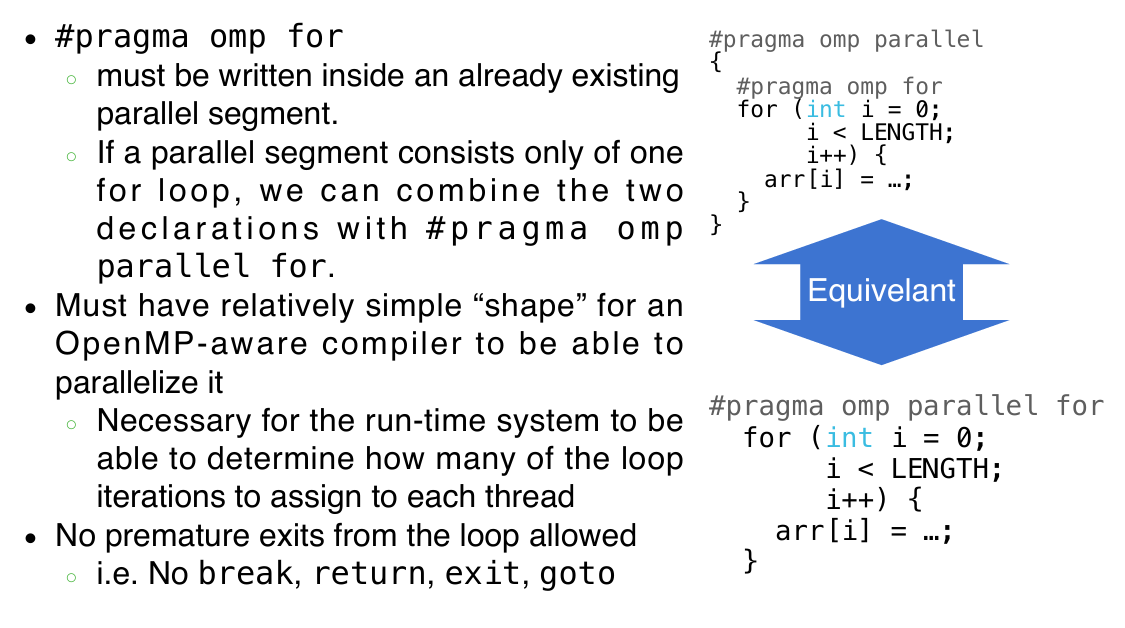 • #pragma omp for
○ must be written inside an already existing
parallel segment.
○ If a parallel segment consists only of one
for loop, we can combine the two
declarations with #pragma omp
parallel for.
• Must have relatively simple “shape” for an
OpenMP-aware compiler to be able to
parallelize it
○ Necessary for the run-time system to be
able to determine how many of the loop
iterations to assign to each thread
• No premature exits from the loop allowed
○ i.e. No break, return, exit, goto
#pragma omp parallel
{
#pragma omp for
for (int i = 0;
i < LENGTH;
i++) {
arr[i] = …;
}
}
Equivelant
#pragma omp parallel for
for (int i = 0;
i < LENGTH;
i++) {
arr[i] = …;
}